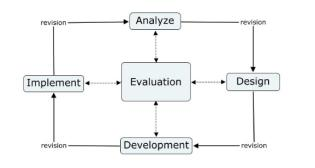 revision Analyze revision
Implement Evaluation Design
revision Development revision